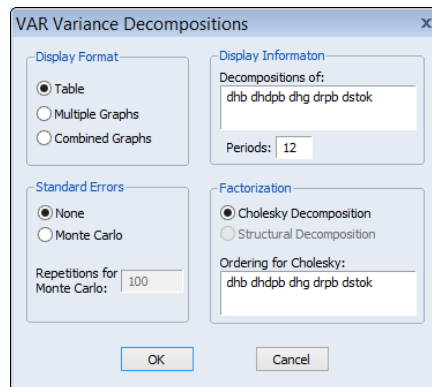 VAR Variance Decompositions
x
Display Format
Table
Multiple Graphs
Combined Graphs
Display Informaton
Decompositions of:
dhb dhdpb dhg drpb dstok
Periods: 12
Standard Errors
None
Monte Carlo
Repetitions for
Monte Carlo: 100
Factorization
Cholesky Decomposition
Structural Decomposition
Ordering for Cholesky:
dhb dhdpb dhg drpb dstok
OK
Cancel